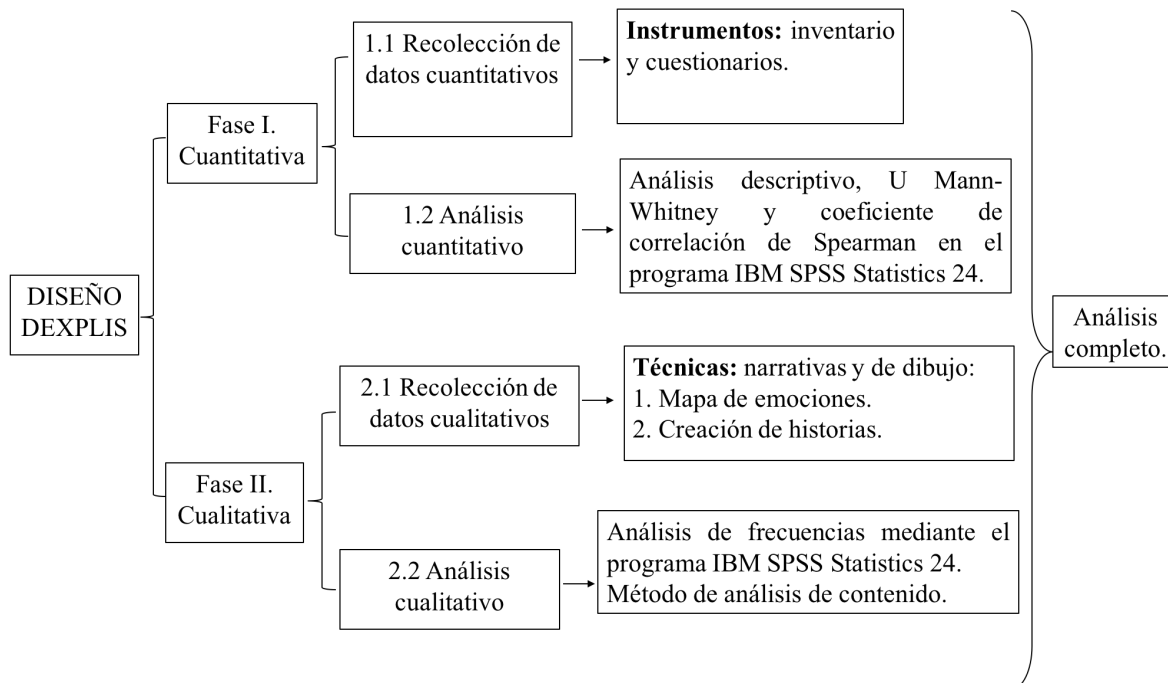 DISEÑO
DEXPLIS
Fase I.
Cuantitativa
1.1 Recolección de
datos cuantitativos
Instrumentos: inventario
y cuestionarios.
1.2 Análisis
cuantitativo
Análisis descriptivo, U Mann-
Whitney y coeficiente de
correlación de Spearman en el
programa IBM SPSS Statistics 24.
Fase II.
Cualitativa
2.1 Recolección de
datos cualitativos
Técnicas: narrativas y de dibujo:
1. Mapa de emociones.
2. Creación de historias.
2.2 Análisis
cualitativo
Análisis de frecuencias mediante el
programa IBM SPSS Statistics 24.
Método de análisis de contenido.
Análisis
completo.